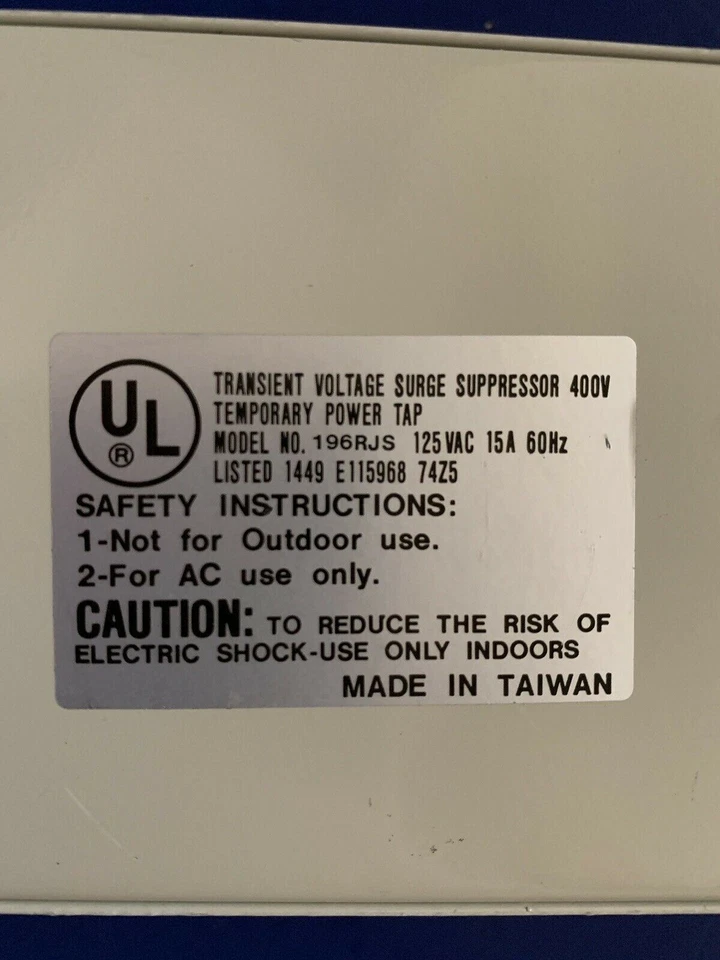 UL®
TRANSIENT VOLTAGE SURGE SUPPRESSOR 400V
TEMPORARY POWER TAP
MODEL NO. 196RJS 125VAC 15A 60Hz
LISTED 1449 E115968 74Z5
SAFETY INSTRUCTIONS:
1-Not for Outdoor use.
2-For AC use only.
CAUTION: TO REDUCE THE RISK OF
ELECTRIC SHOCK-USE ONLY INDOORS
MADE IN TAIWAN